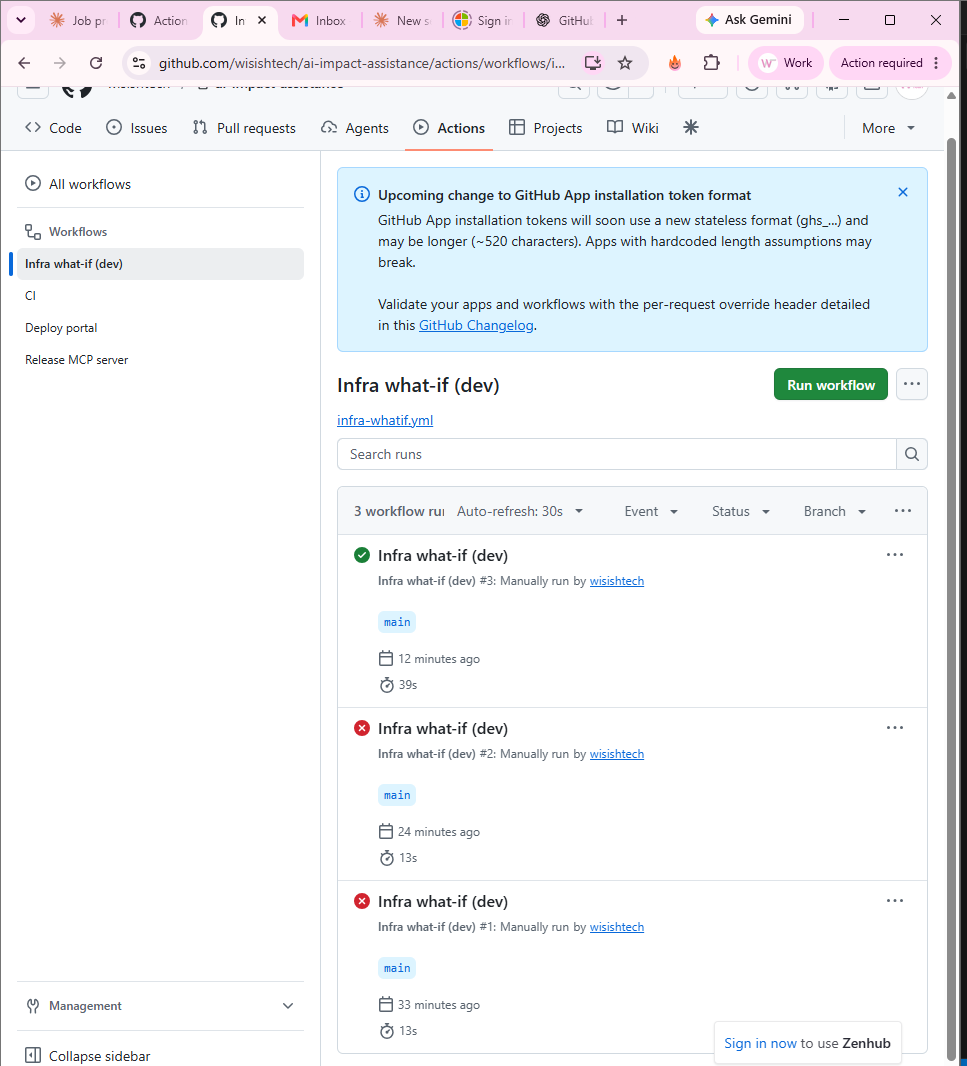 Job pr
Action
In
Inbox
New s
Sign in
GitHub
Ask Gemini
github.com/wisishtech/ai-impact-assistance/actions/workflows/i...
W
Work
Action required
wisishtech
ai-impact-assistance
Code
Issues
Pull requests
Agents
Actions
Projects
Wiki
More
All workflows
Workflows
Infra what-if (dev)
CI
Deploy portal
Release MCP server
Upcoming change to GitHub App installation token format
GitHub App installation tokens will soon use a new stateless format (ghs_...) and
may be longer (~520 characters). Apps with hardcoded length assumptions may
break.
Validate your apps and workflows with the per-request override header detailed
in this GitHub Changelog.
Infra what-if (dev)
Run workflow
infra-whatif.yml
Search runs
3 workflow run
Auto-refresh: 30s
Event
Status
Branch
Infra what-if (dev)
Infra what-if (dev) #3: Manually run by wisishtech
main
12 minutes ago
39s
Infra what-if (dev)
Infra what-if (dev) #2: Manually run by wisishtech
main
24 minutes ago
13s
Infra what-if (dev)
Infra what-if (dev) #1: Manually run by wisishtech
main
33 minutes ago
13s
Management
Collapse sidebar
Sign in now to use Zenhub